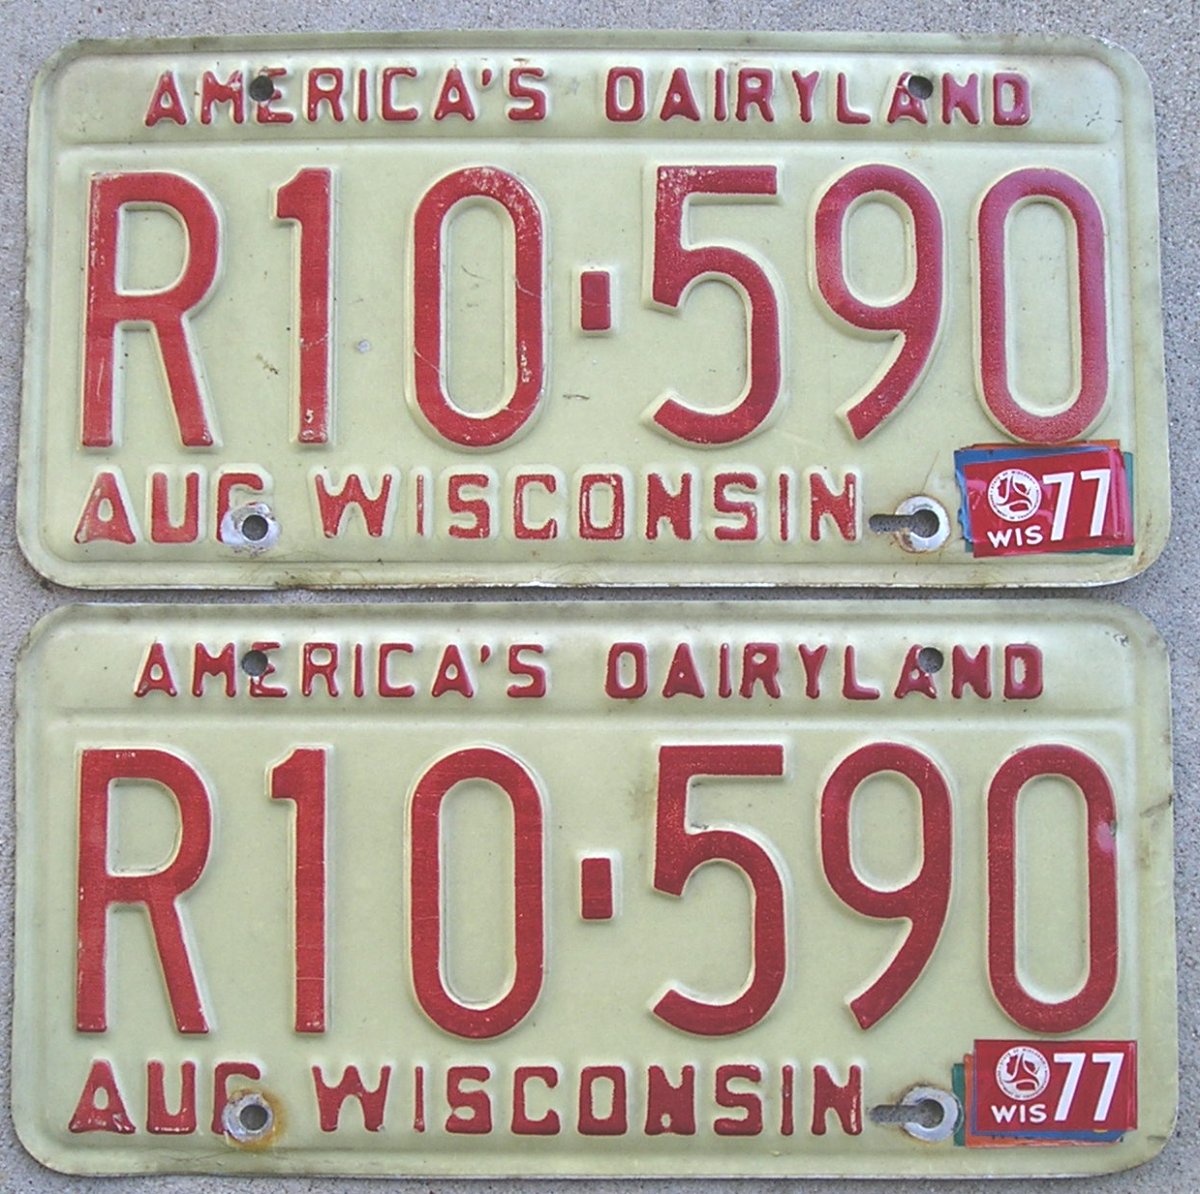 AMERICA'S DAIRYLAND
R10-590
AUG WISCONSIN
WIS 77
AMERICA'S DAIRYLAND
R10-590
AUG WISCONSIN
WIS 77